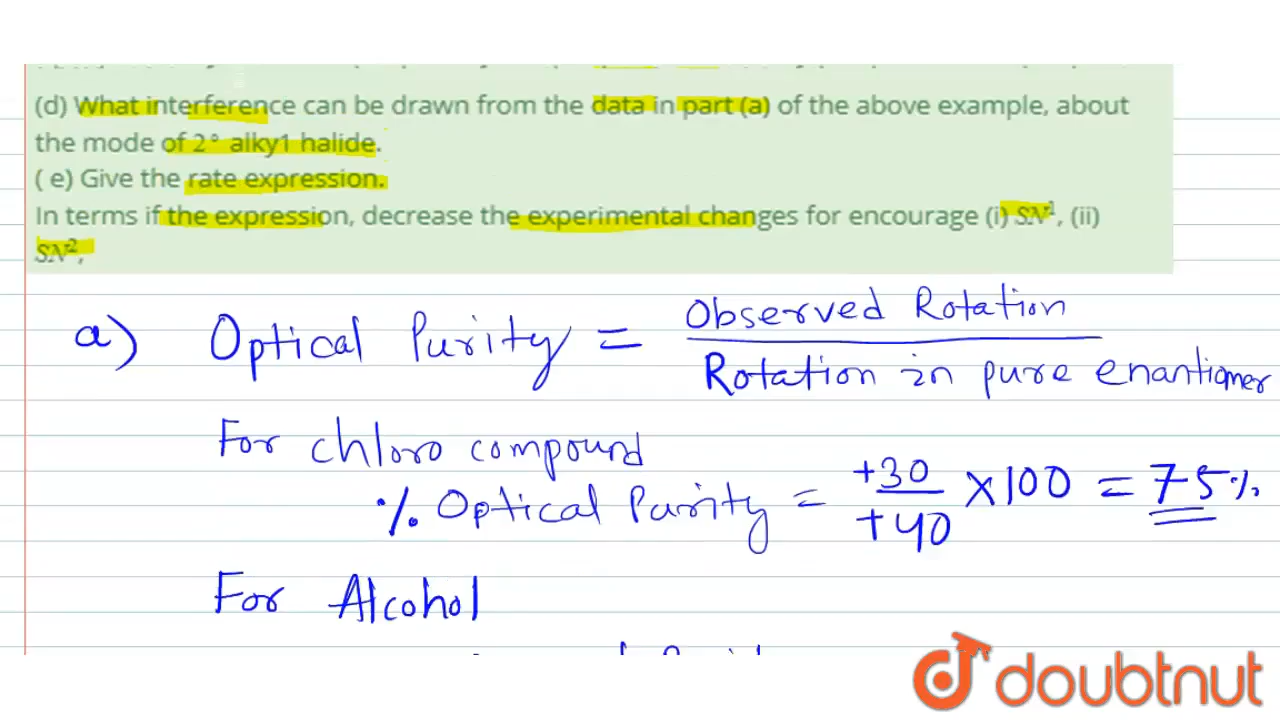 (d) What interference can be drawn from the data in part (a) of the above example, about
the mode of 2° alky1 halide.
( e) Give the rate expression.
In terms if the expression, decrease the experimental changes for encourage (i) SN¹, (ii)
SN²,
a) Optical Purity = Observed Rotation / Rotation in pure enantiomer
For chloro compound
% Optical Purity = +30 / +40 × 100 = 75%
For Alcohol
doubtnut